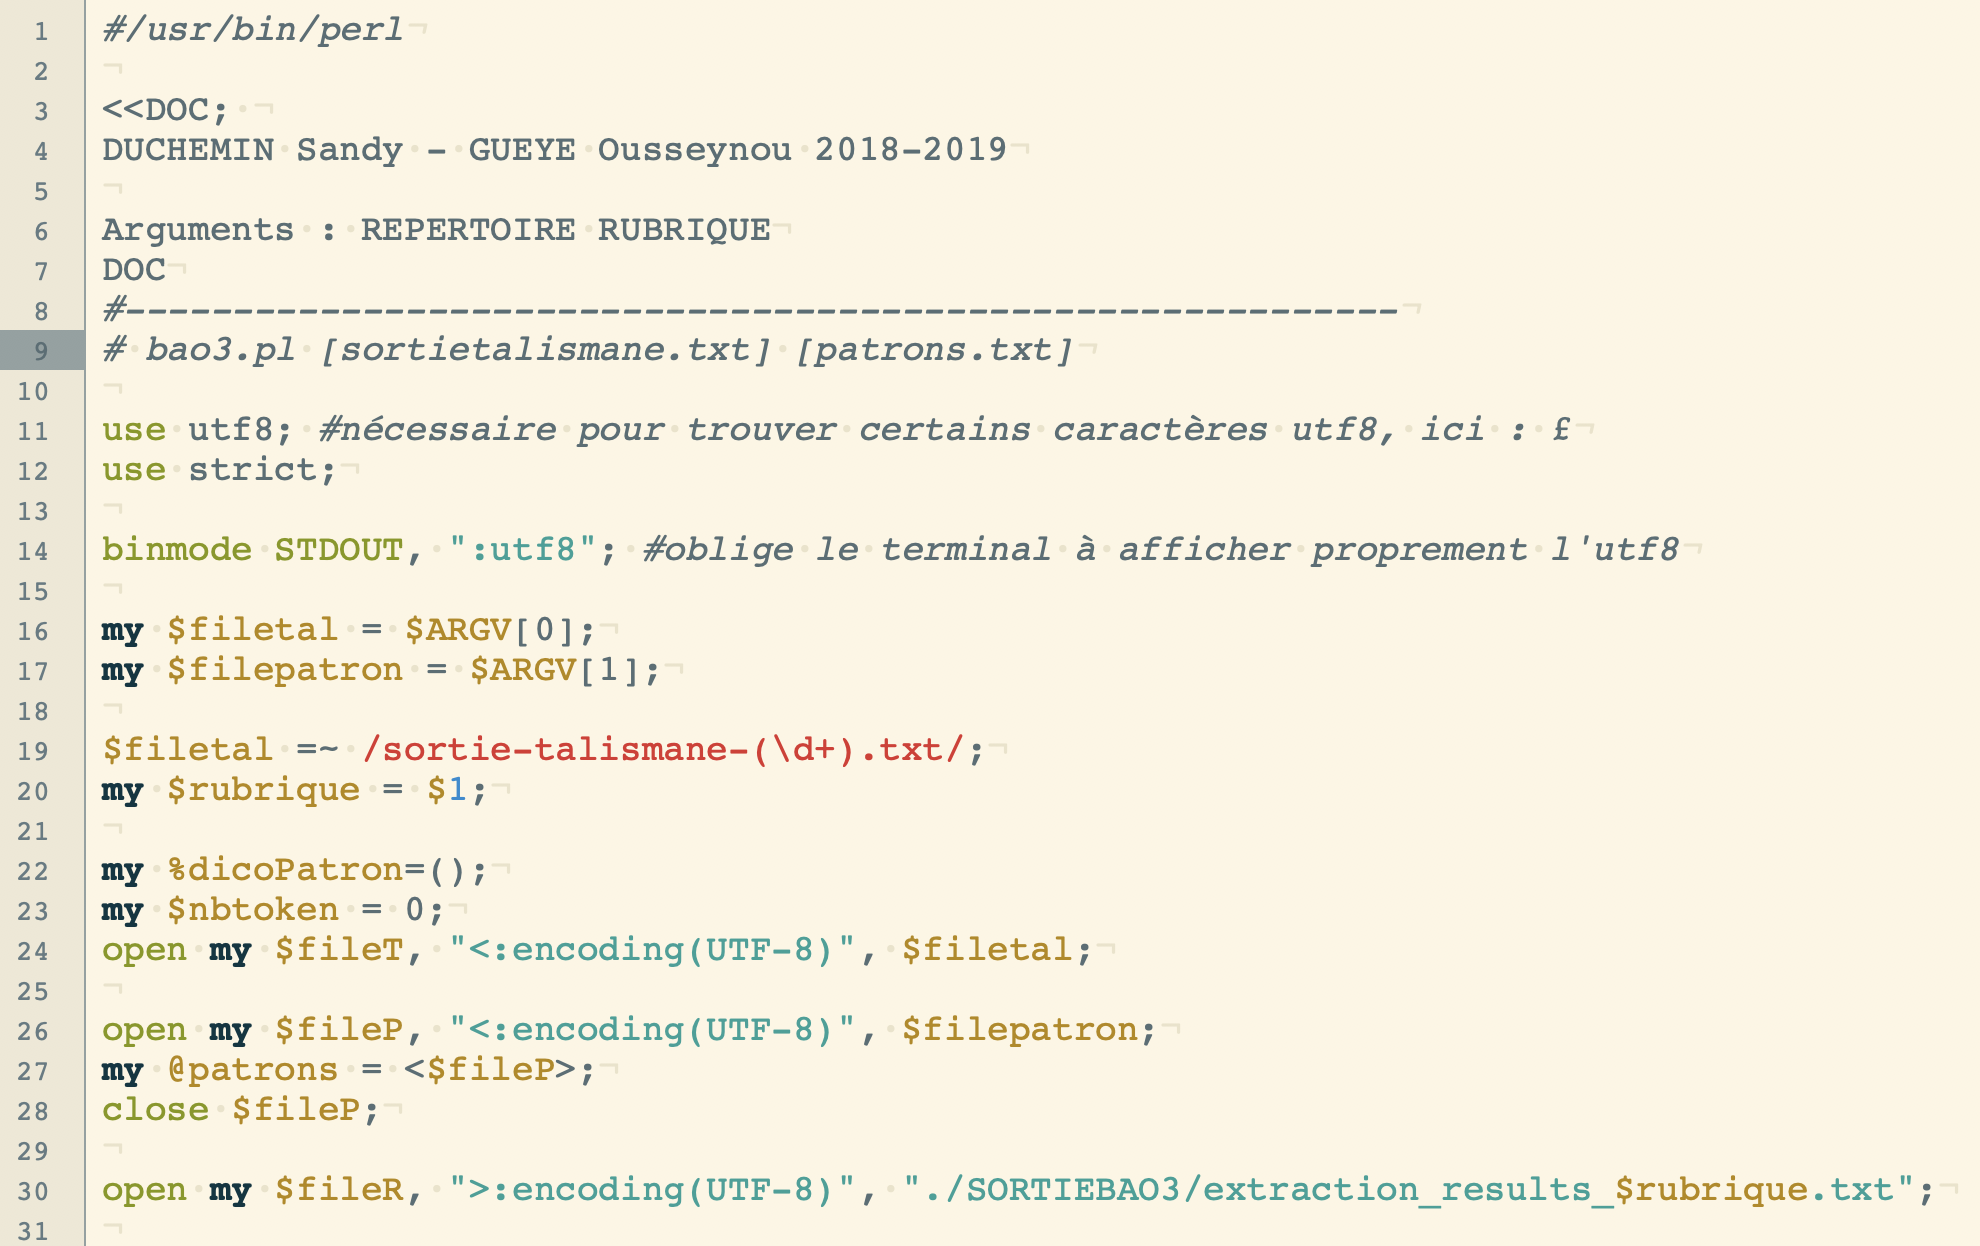 1 #/usr/bin/perl
2
3 <<DOC;
4 DUCHEMIN Sandy - GUEYE Ousseynou 2018-2019
5
6 Arguments : REPERTOIRE RUBRIQUE
7 DOC
8 #-----------------------------------------------------------
9 # bao3.pl [sortietalismane.txt] [patrons.txt]
10
11 use utf8; #nécessaire pour trouver certains caractères utf8, ici : £
12 use strict;
13
14 binmode STDOUT, ":utf8"; #oblige le terminal à afficher proprement l'utf8
15
16 my $filetal = $ARGV[0];
17 my $filepatron = $ARGV[1];
18
19 $filetal =~ /sortie-talismane-(\d+).txt/;
20 my $rubrique = $1;
21
22 my %dicoPatron=();
23 my $nbtoken = 0;
24 open my $fileT, "<:encoding(UTF-8)", $filetal;
25
26 open my $fileP, "<:encoding(UTF-8)", $filepatron;
27 my @patrons = <$fileP>;
28 close $fileP;
29
30 open my $fileR, ">:encoding(UTF-8)", "./SORTIEBAO3/extraction_results_$rubrique.txt";
31